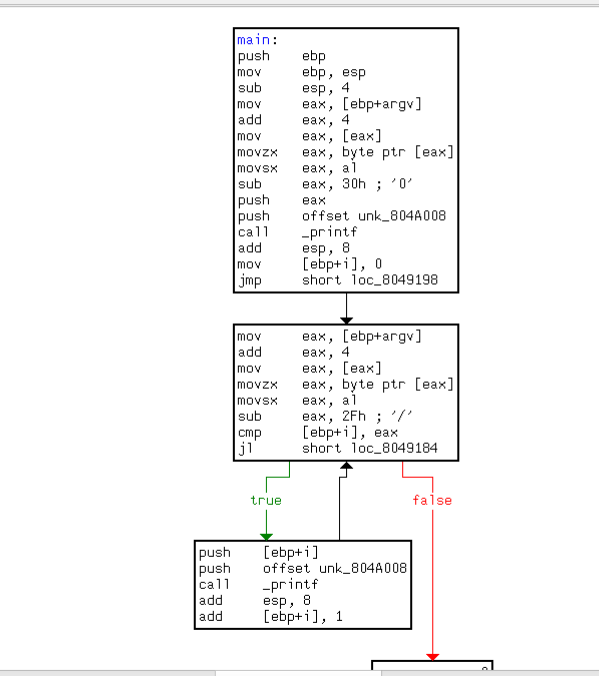 main:
push ebp
mov ebp, esp
sub esp, 4
mov eax, [ebp+argv]
add eax, 4
mov eax, [eax]
movzx eax, byte ptr [eax]
movsx eax, al
sub eax, 30h ; '0'
push eax
push offset unk_804A008
call _printf
add esp, 8
mov [ebp+i], 0
jmp short loc_8049198
mov eax, [ebp+argv]
add eax, 4
mov eax, [eax]
movzx eax, byte ptr [eax]
movsx eax, al
sub eax, 2Fh ; '/'
cmp [ebp+i], eax
jl short loc_8049184
true
false
push [ebp+i]
push offset unk_804A008
call _printf
add esp, 8
add [ebp+i], 1